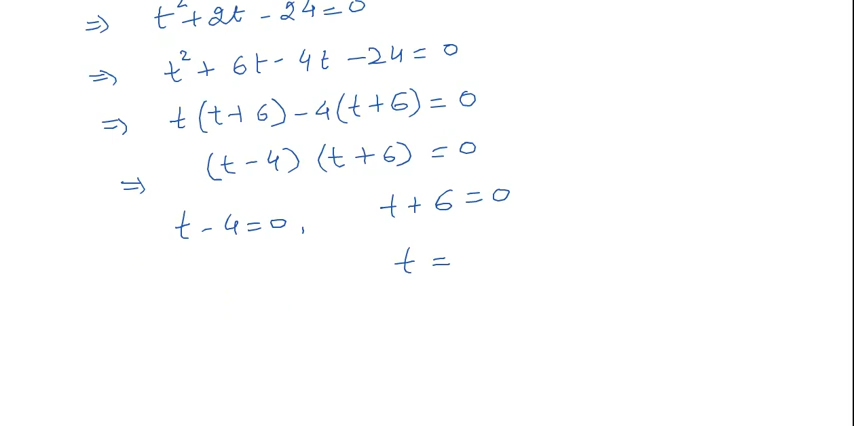 ⇒ t² + 2t - 24 = 0
⇒ t² + 6t - 4t - 24 = 0
⇒ t(t + 6) - 4(t + 6) = 0
⇒ (t - 4) (t + 6) = 0
t - 4 = 0, t + 6 = 0
t =